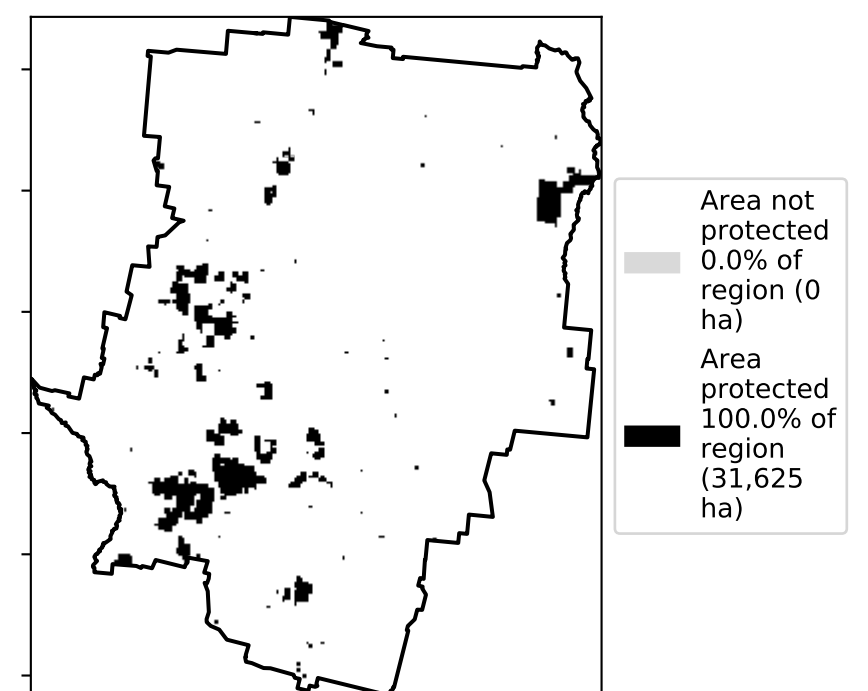 Area not
protected
0.0% of
region (0
ha)
Area
protected
100.0% of
region
(31,625
ha)